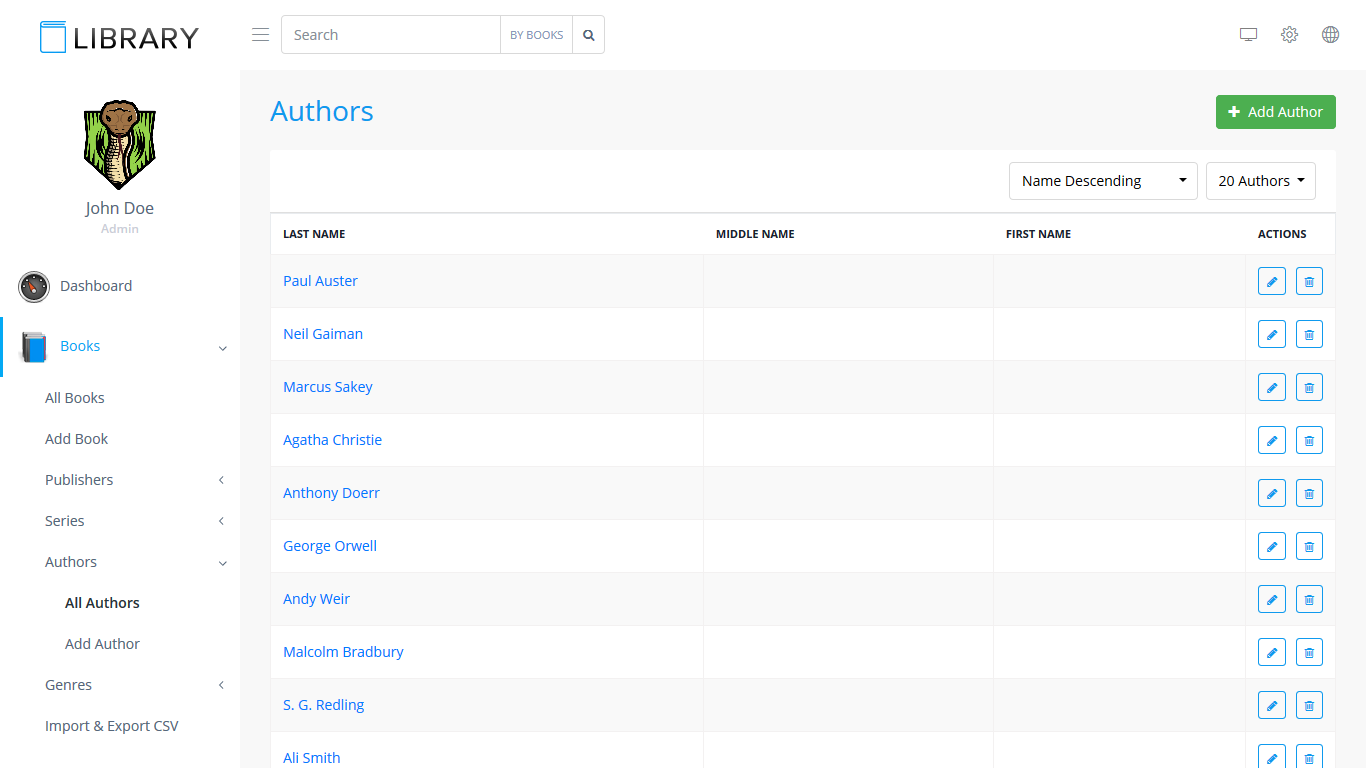 LIBRARY
Search
BY BOOKS
John Doe
Admin
Dashboard
Books
All Books
Add Book
Publishers
Series
Authors
All Authors
Add Author
Genres
Import & Export CSV
Authors
Add Author
Name Descending
20 Authors
LAST NAME MIDDLE NAME FIRST NAME ACTIONS
Paul Auster
Neil Gaiman
Marcus Sakey
Agatha Christie
Anthony Doerr
George Orwell
Andy Weir
Malcolm Bradbury
S. G. Redling
Ali Smith